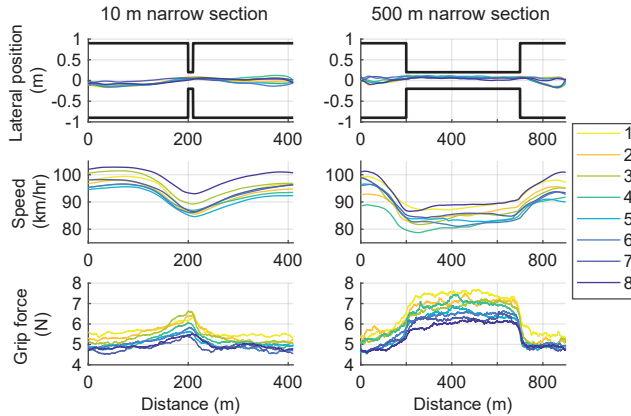 10 m narrow section
500 m narrow section
Lateral position
(m)
1
0.5
0
-0.5
-1
0 200 400
1
0.5
0
-0.5
-1
0 400 800
Speed
(km/hr)
100
90
80
0 200 400
100
90
80
0 400 800
Grip force
(N)
8
7
6
5
4
0 200 400
Distance (m)
8
7
6
5
4
0 400 800
Distance (m)
1
2
3
4
5
6
7
8